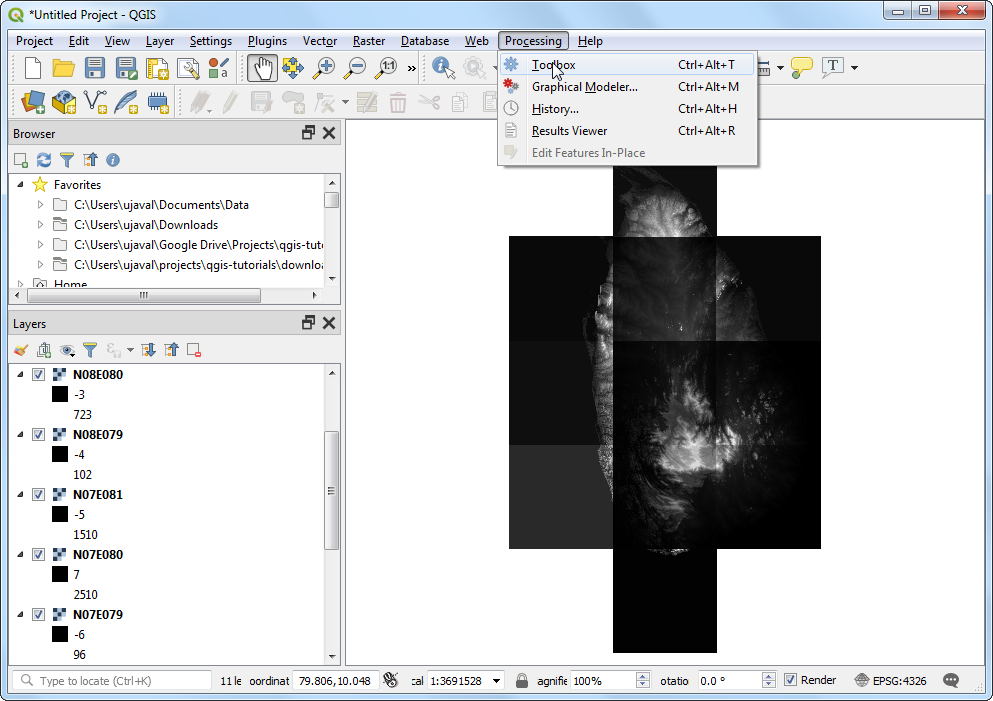 *Untitled Project - QGIS
Project Edit View Layer Settings Plugins Vector Raster Database Web Processing Help
Toolbox Ctrl+Alt+T
Graphical Modeler... Ctrl+Alt+M
History... Ctrl+Alt+H
Results Viewer Ctrl+Alt+R
Edit Features In-Place
Browser
Favorites
C:\Users\ujaval\Documents\Data
C:\Users\ujaval\Downloads
C:\Users\ujaval\Google Drive\Projects\qgis-tut
C:\Users\ujaval\projects\qgis-tutorials\downloa
Home
Layers
N08E080
-3
723
N08E079
-4
102
N07E081
-5
1510
N07E080
7
2510
N07E079
-6
96
Type to locate (Ctrl+K) 11 le oordinat 79.806,10.048 cal 1:3691528 agnifie 100% otatio 0.0 ° Render EPSG:4326